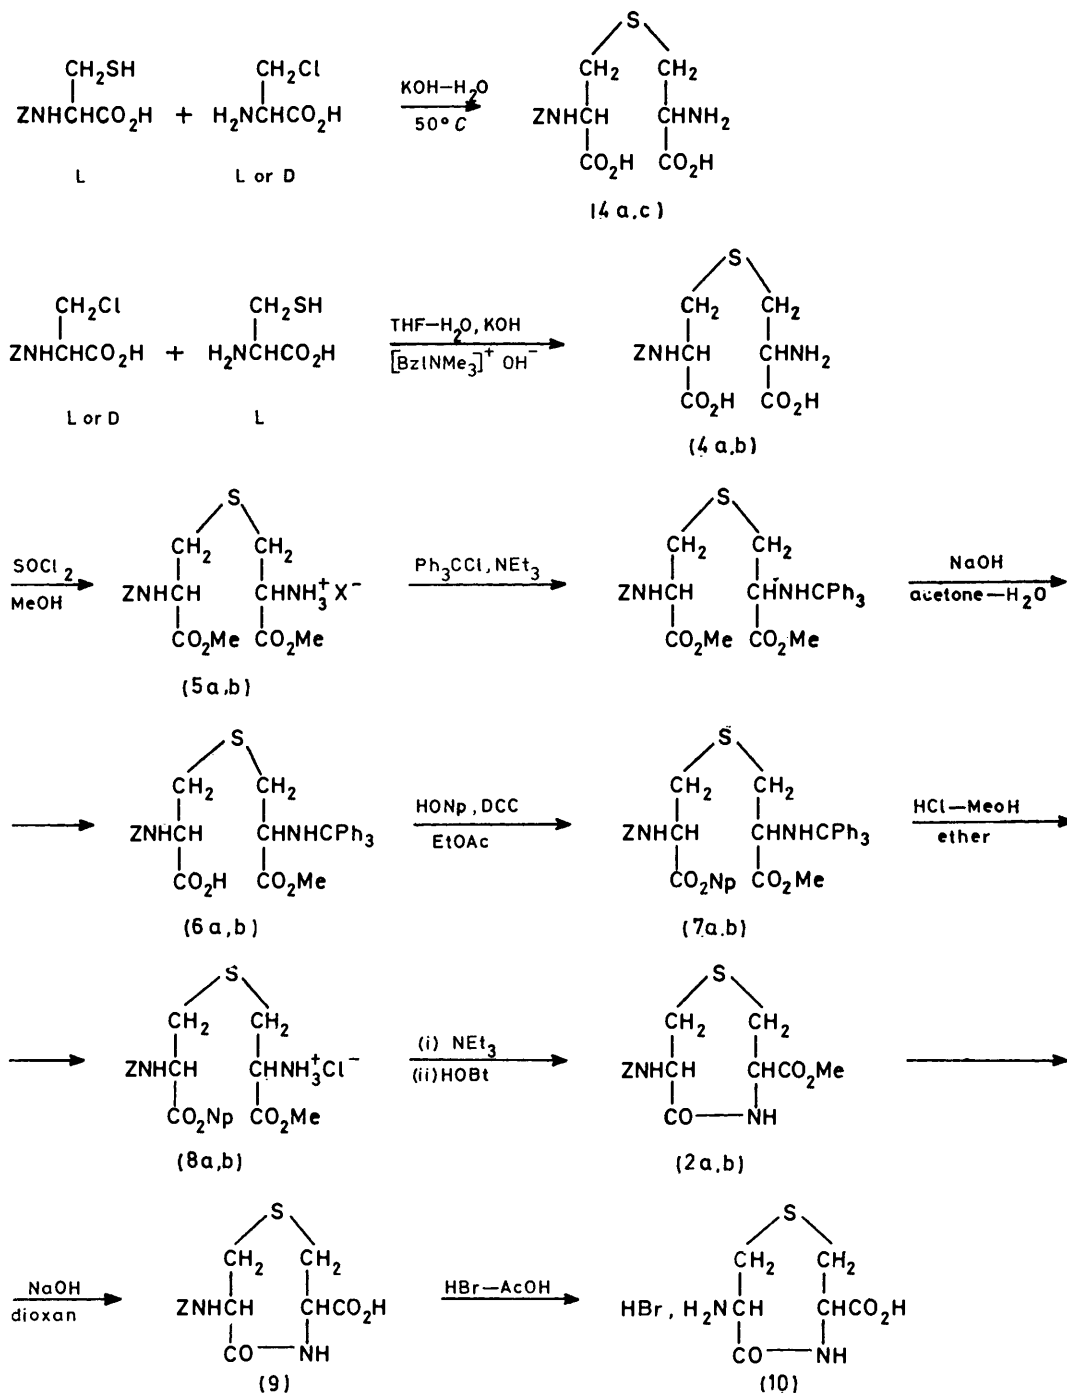 S
CH₂SH CH₂Cl CH₂ CH₂
ZNHCHCO₂H + H₂NCHCO₂H KOH—H₂O 50°C ZNHCH CHNH₂
CO₂H CO₂H
L L or D
(4a,c)
S
CH₂Cl CH₂SH CH₂ CH₂
ZNHCHCO₂H + H₂NCHCO₂H THF—H₂O, KOH [BzlNMe₃]⁺ OH⁻ ZNHCH CHNH₂
CO₂H CO₂H
L or D L
(4a,b)
S S
CH₂ CH₂ CH₂ CH₂
SOCl₂ MeOH ZNHCH CHNH₃⁺X⁻ Ph₃CCl, NEt₃ ZNHCH CHNHCPh₃ NaOH acetone—H₂O
CO₂Me CO₂Me CO₂Me CO₂Me
(5a,b)
S S
CH₂ CH₂ CH₂ CH₂
ZNHCH CHNHCPh₃ HONp, DCC EtOAc ZNHCH CHNHCPh₃ HCl—MeoH ether
CO₂H CO₂Me CO₂Np CO₂Me
(6a,b) (7a.b)
S S
CH₂ CH₂ CH₂ CH₂
ZNHCH CHNH₃⁺Cl⁻ (i) NEt₃ (ii)HOBt ZNHCH CHCO₂Me
CO₂Np CO₂Me CO—NH
(8a,b) (2a,b)
S S
CH₂ CH₂ CH₂ CH₂
NaOH dioxan ZNHCH CHCO₂H HBr—AcOH HBr, H₂NCH CHCO₂H
CO—NH CO—NH
(9) (10)